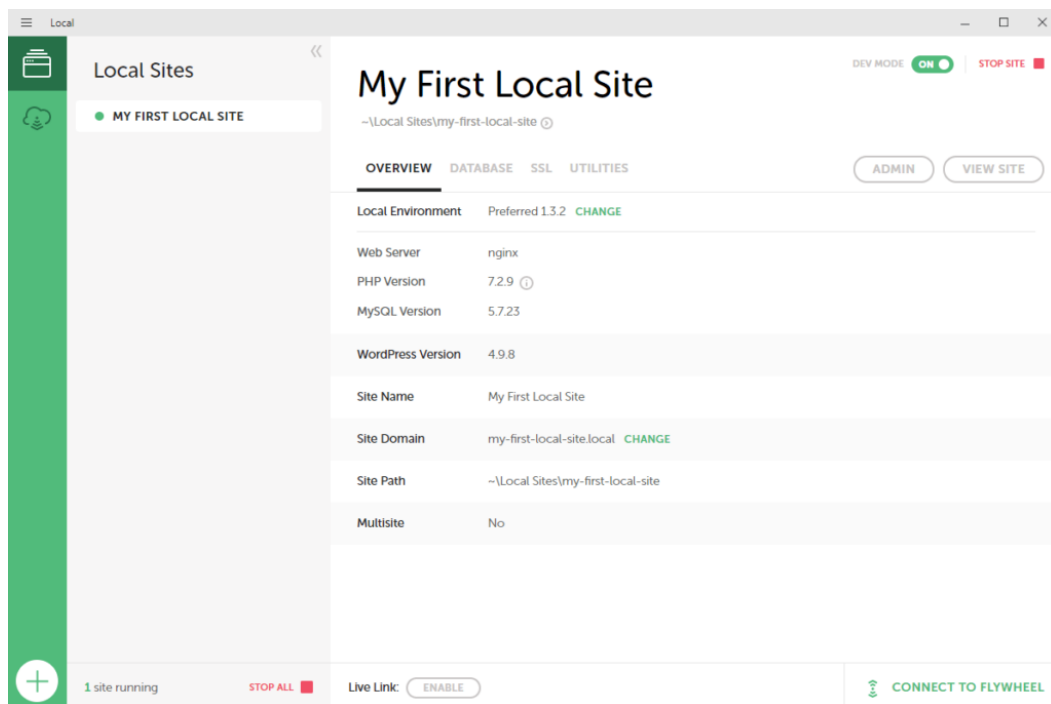 Local
Local Sites
MY FIRST LOCAL SITE
1 site running STOP ALL
DEV MODE ON STOP SITE
My First Local Site
~\Local Sites\my-first-local-site
OVERVIEW DATABASE SSL UTILITIES ADMIN VIEW SITE
Local Environment Preferred 1.3.2 CHANGE
Web Server nginx
PHP Version 7.2.9
MySQL Version 5.7.23
WordPress Version 4.9.8
Site Name My First Local Site
Site Domain my-first-local-site.local CHANGE
Site Path ~\Local Sites\my-first-local-site
Multisite No
Live Link: ENABLE CONNECT TO FLYWHEEL